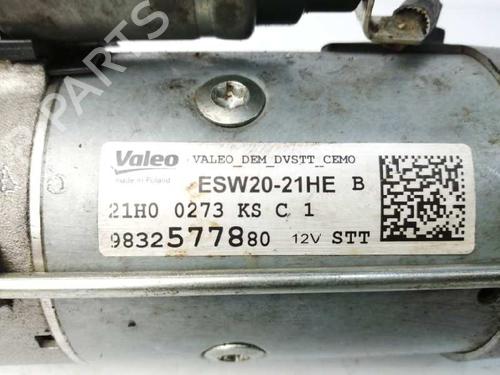 Valeo VALEO_DEM_DVSTT_CEMO
made in Poland ESW20-21HE B
21H0 0273 KS C 1
9832577880 12V STT